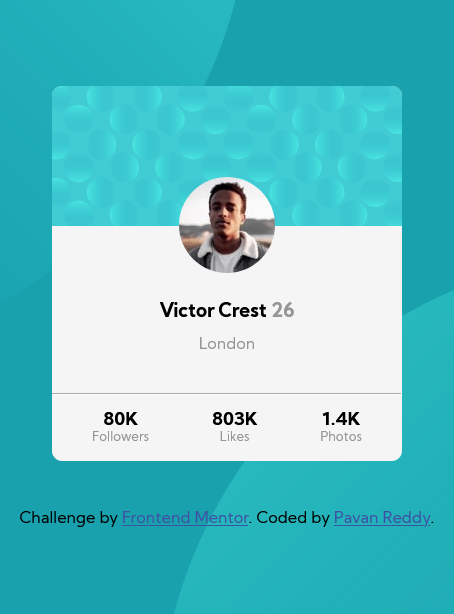 Victor Crest 26
London
80K 803K 1.4K
Followers Likes Photos
Challenge by Frontend Mentor. Coded by Pavan Reddy.